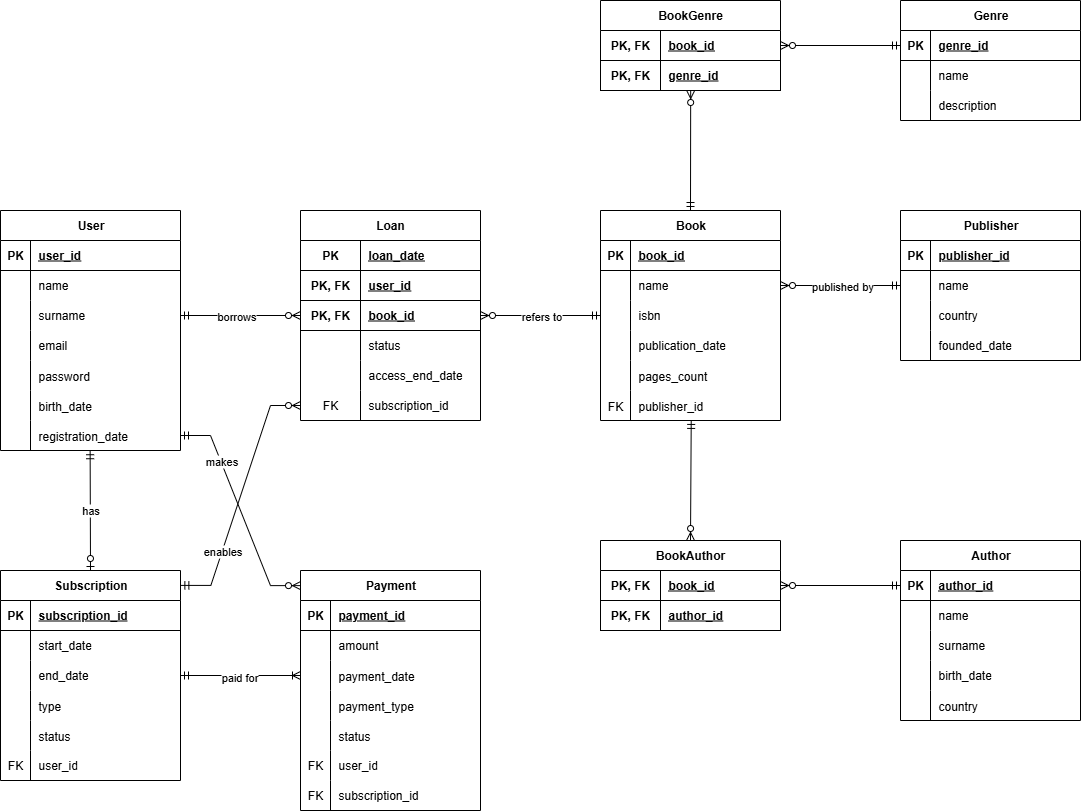 BookGenre
PK, FK book_id
PK, FK genre_id
Genre
PK genre_id
name
description
User
PK user_id
name
surname
email
password
birth_date
registration_date
Loan
PK loan_date
PK, FK user_id
PK, FK book_id
status
access_end_date
FK subscription_id
Book
PK book_id
name
isbn
publication_date
pages_count
FK publisher_id
Publisher
PK publisher_id
name
country
founded_date
borrows
refers to
published by
makes
has
enables
Subscription
PK subscription_id
start_date
end_date
type
status
FK user_id
paid for
Payment
PK payment_id
amount
payment_date
payment_type
status
FK user_id
FK subscription_id
BookAuthor
PK, FK book_id
PK, FK author_id
Author
PK author_id
name
surname
birth_date
country